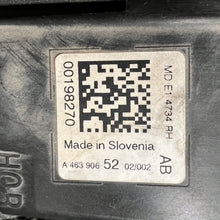 00198270
MD E1 4734 RH
Made in Slovenia
A 463 906 52 02/002
AB